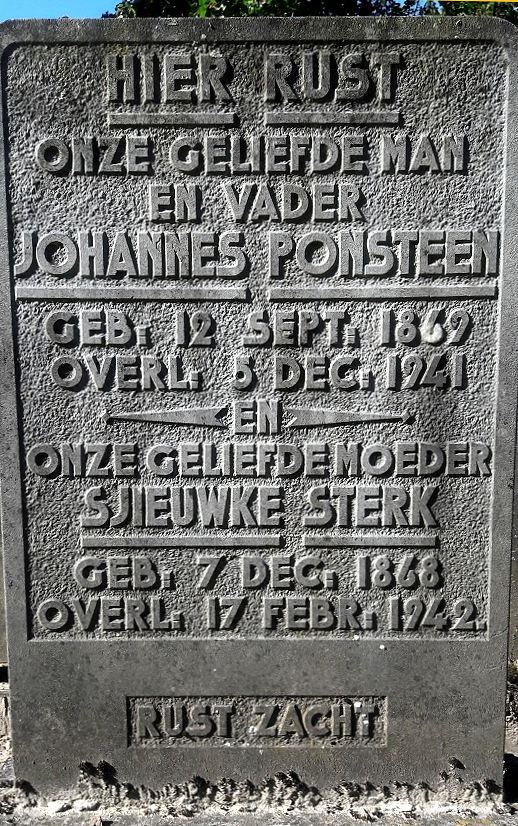 HIER RUST
ONZE GELIEFDE MAN
EN VADER
JOHANNES PONSTEEN
GEB: 12 SEPT: 1869
OVERL: 5 DEC: 1941
EN
ONZE GELIEFDE MOEDER
SJIEUWKE STERK
GEB: 7 DEC: 1868
OVERL: 17 FEBR: 1942.
RUST ZACHT